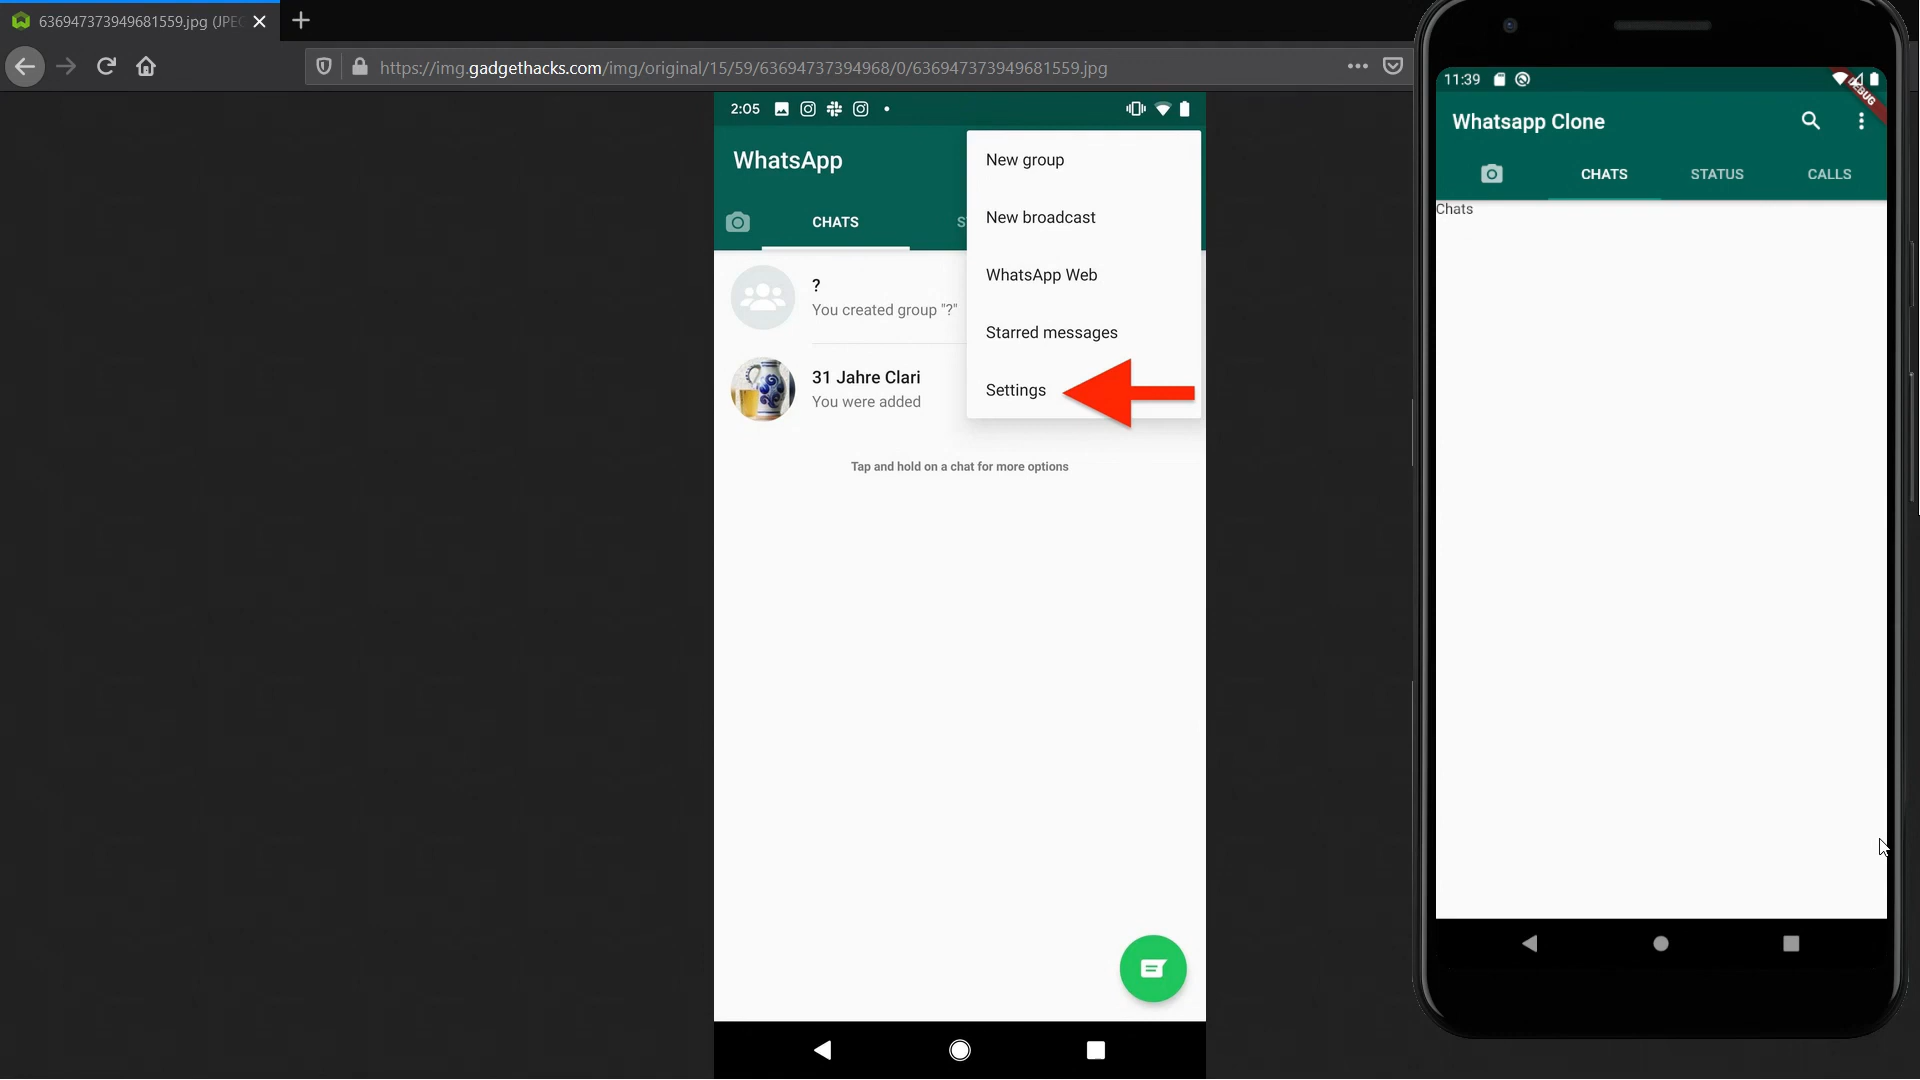 636947373949681559.jpg (JPEG
https://img.gadgethacks.com/img/original/15/59/63694737394968/0/636947373949681559.jpg
2:05
WhatsApp
CHATS
S
New group
New broadcast
WhatsApp Web
Starred messages
Settings
?
You created group "?"
31 Jahre Clari
You were added
Tap and hold on a chat for more options
11:39
DEBUG
Whatsapp Clone
CHATS
STATUS
CALLS
Chats